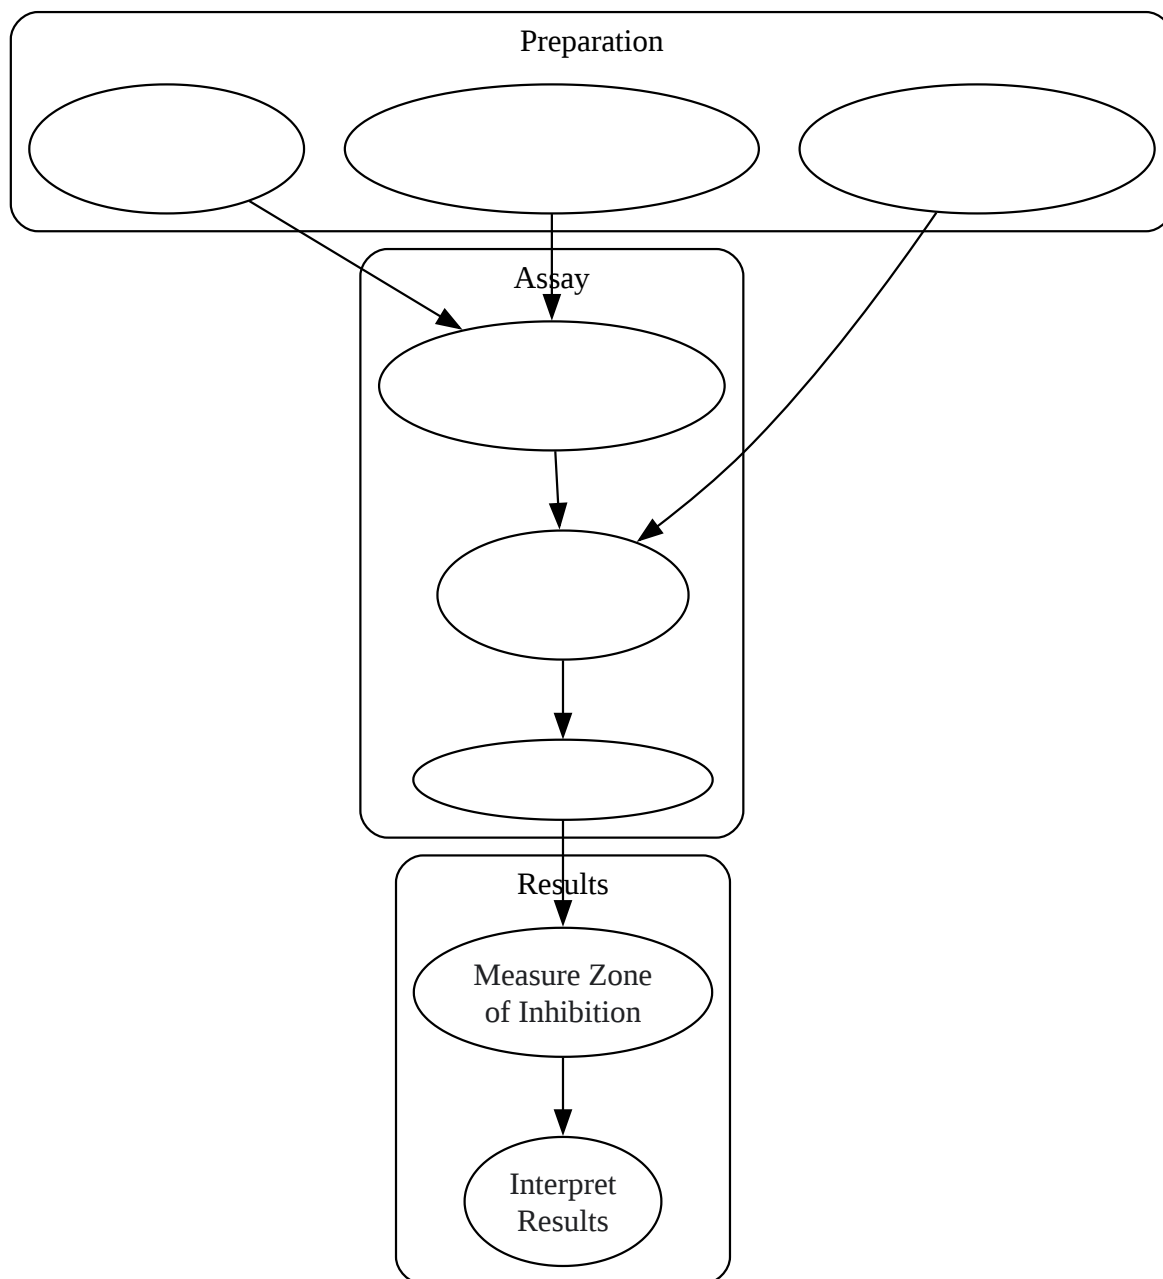 Preparation
Assay
Results
Measure Zone
of Inhibition
Interpret
Results